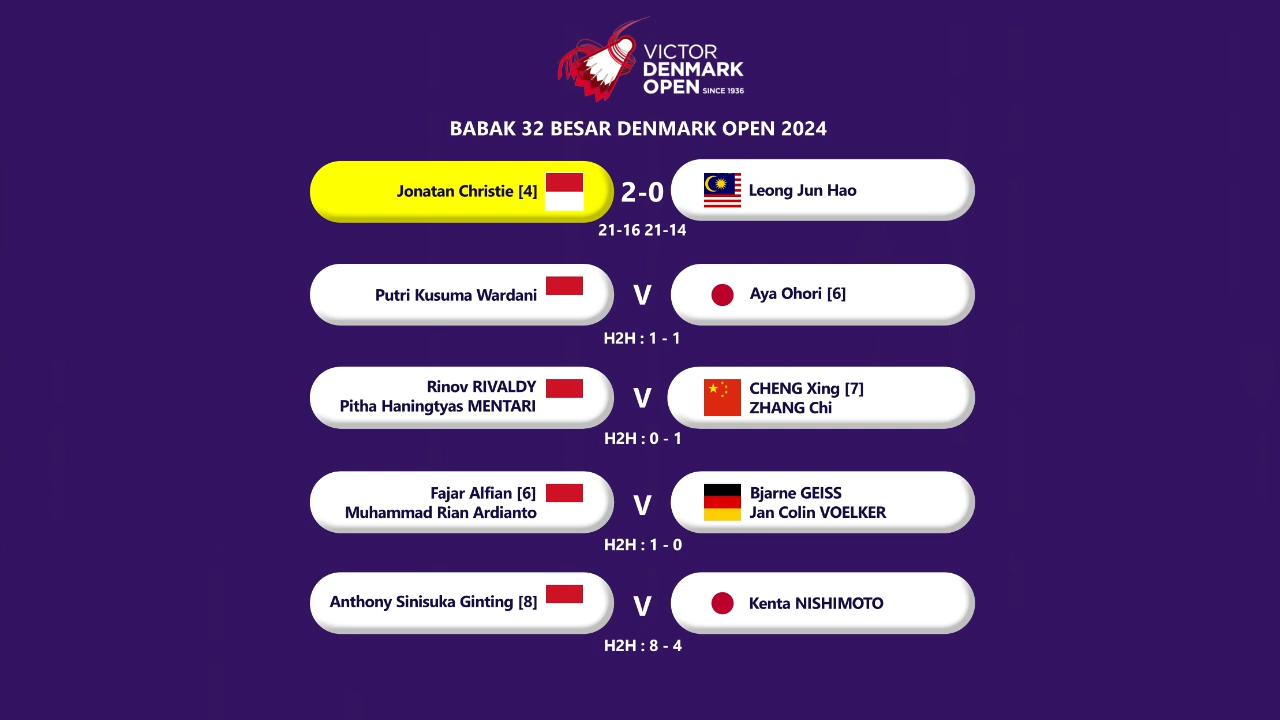 VICTOR
DENMARK
OPEN SINCE 1936
BABAK 32 BESAR DENMARK OPEN 2024
Jonatan Christie [4] 2-0 Leong Jun Hao
21-16 21-14
Putri Kusuma Wardani V Aya Ohori [6]
H2H : 1 - 1
Rinov RIVALDY
Pitha Haningtyas MENTARI
V
CHENG Xing [7]
ZHANG Chi
H2H : 0 - 1
Fajar Alfian [6]
Muhammad Rian Ardianto
V
Bjarne GEISS
Jan Colin VOELKER
H2H : 1 - 0
Anthony Sinisuka Ginting [8] V Kenta NISHIMOTO
H2H : 8 - 4